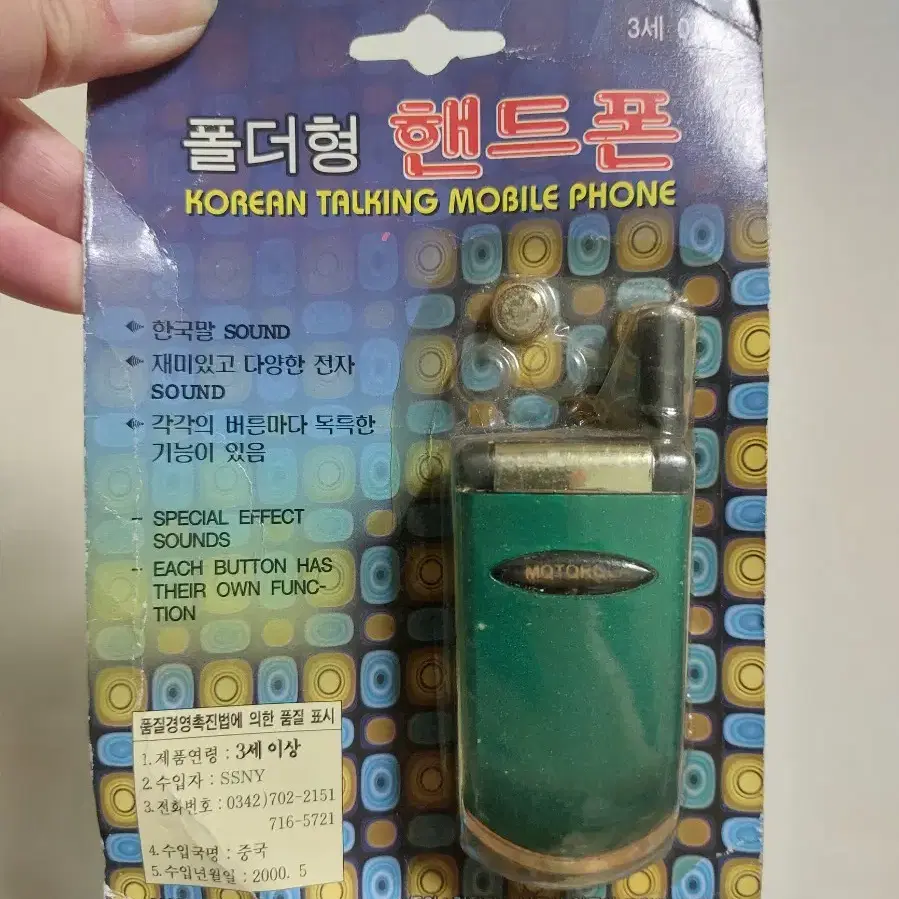 3세
폴더형 핸드폰
KOREAN TALKING MOBILE PHONE
한국말 SOUND
재미있고 다양한 전자
SOUND
각각의 버튼마다 독특한
기능이 있음
- SPECIAL EFFECT
SOUNDS
- EACH BUTTON HAS
THEIR OWN FUNC-
TION
MOTOROL
품질경영촉진법에 의한 품질 표시
1. 제품연령 : 3세 이상
2. 수입자 : SSNY
3. 전화번호 : 0342)702-2151
716-5721
4. 수입국명 : 중국
5. 수입년월일 : 2000. 5